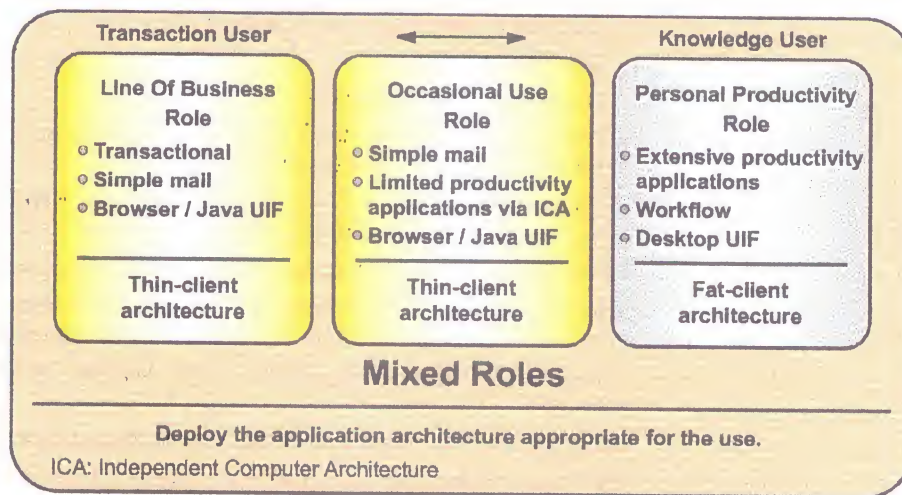 Transaction User
Knowledge User
Line Of Business
Role
Transactional
Simple mail
Browser / Java UIF
Thin-client
architecture
Occasional Use
Role
Simple mail
Limited productivity
applications via ICA
Browser / Java UIF
Thin-client
architecture
Personal Productivity
Role
Extensive productivity
applications
Workflow
Desktop UIF
Fat-client
architecture
Mixed Roles
Deploy the application architecture appropriate for the use.
ICA: Independent Computer Architecture